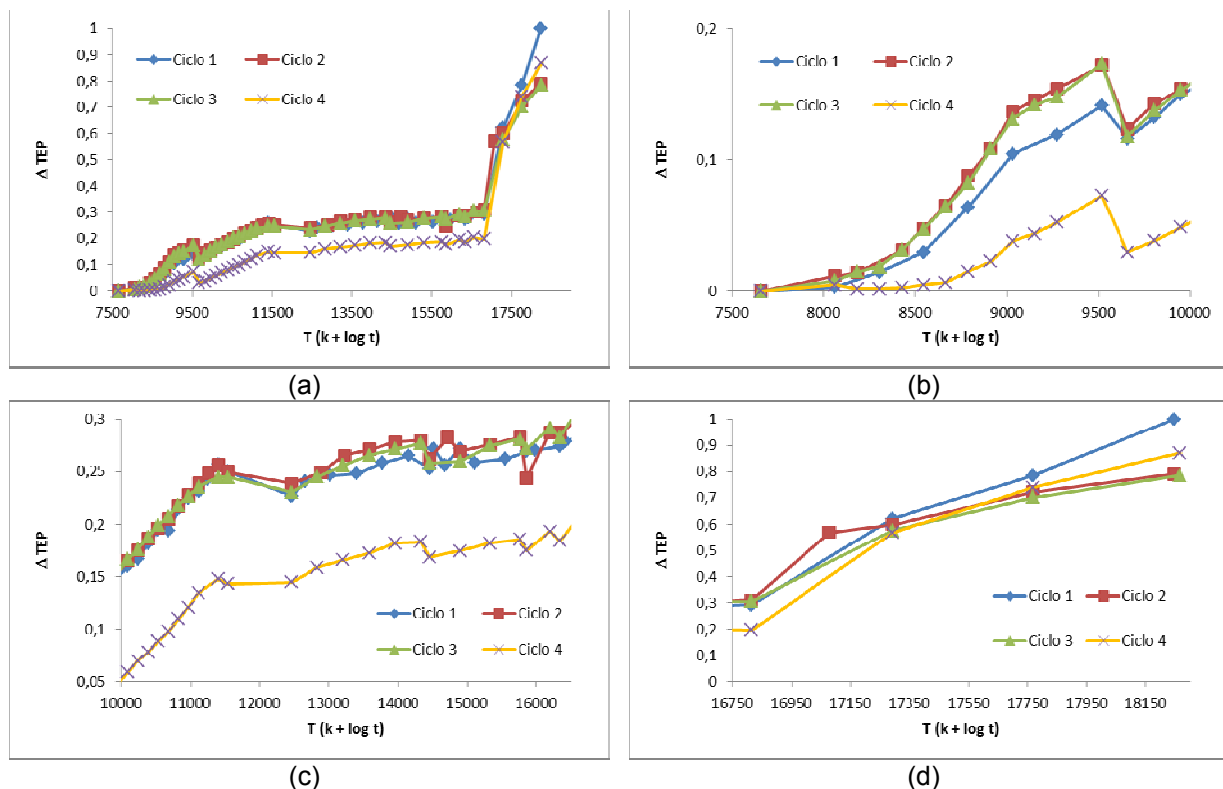 1
0,9
0,8
0,7
0,6
0,5
0,4
0,3
0,2
0,1
0
Δ TEP
Ciclo 1 Ciclo 2
Ciclo 3 Ciclo 4
7500 9500 11500 13500 15500 17500
T (k + log t)
(a)
0,2
0,1
0
Δ TEP
Ciclo 1 Ciclo 2
Ciclo 3 Ciclo 4
7500 8000 8500 9000 9500 10000
T (k + log t)
(b)
0,3
0,25
0,2
0,15
0,1
0,05
Δ TEP
Ciclo 1 Ciclo 2
Ciclo 3 Ciclo 4
10000 11000 12000 13000 14000 15000 16000
T (k + log t)
(c)
1
0,9
0,8
0,7
0,6
0,5
0,4
0,3
0,2
0,1
0
Δ TEP
Ciclo 1 Ciclo 2
Ciclo 3 Ciclo 4
16750 16950 17150 17350 17550 17750 17950 18150
T (k + log t)
(d)